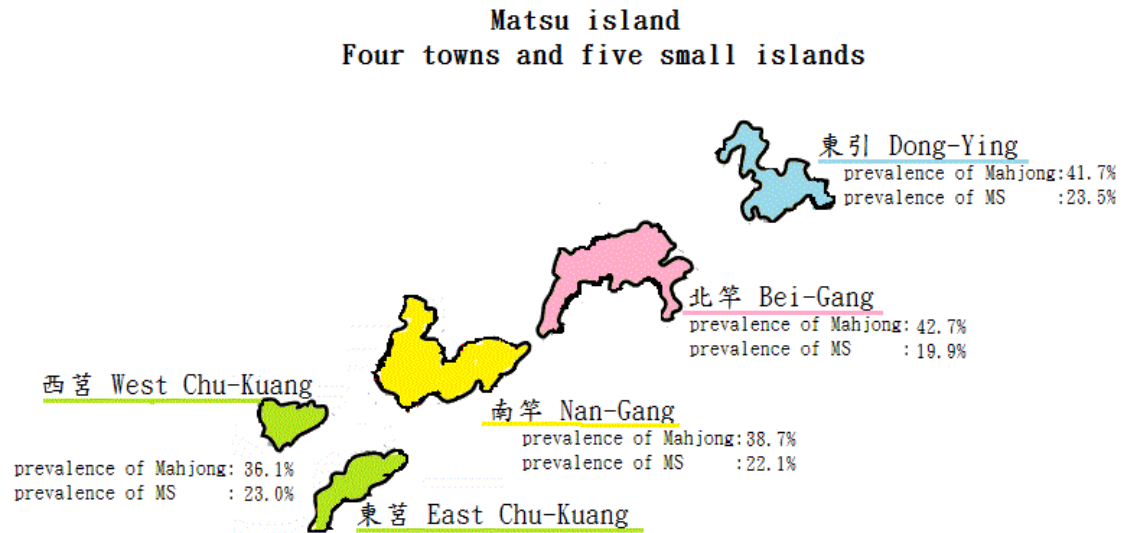 Matsu island
Four towns and five small islands
東引 Dong-Ying
prevalence of Mahjong:41.7%
prevalence of MS :23.5%
北竿 Bei-Gang
prevalence of Mahjong: 42.7%
prevalence of MS : 19.9%
西莒 West Chu-Kuang
南竿 Nan-Gang
prevalence of Mahjong:38.7%
prevalence of MS :22.1%
prevalence of Mahjong: 36.1%
prevalence of MS : 23.0%
東莒 East Chu-Kuang